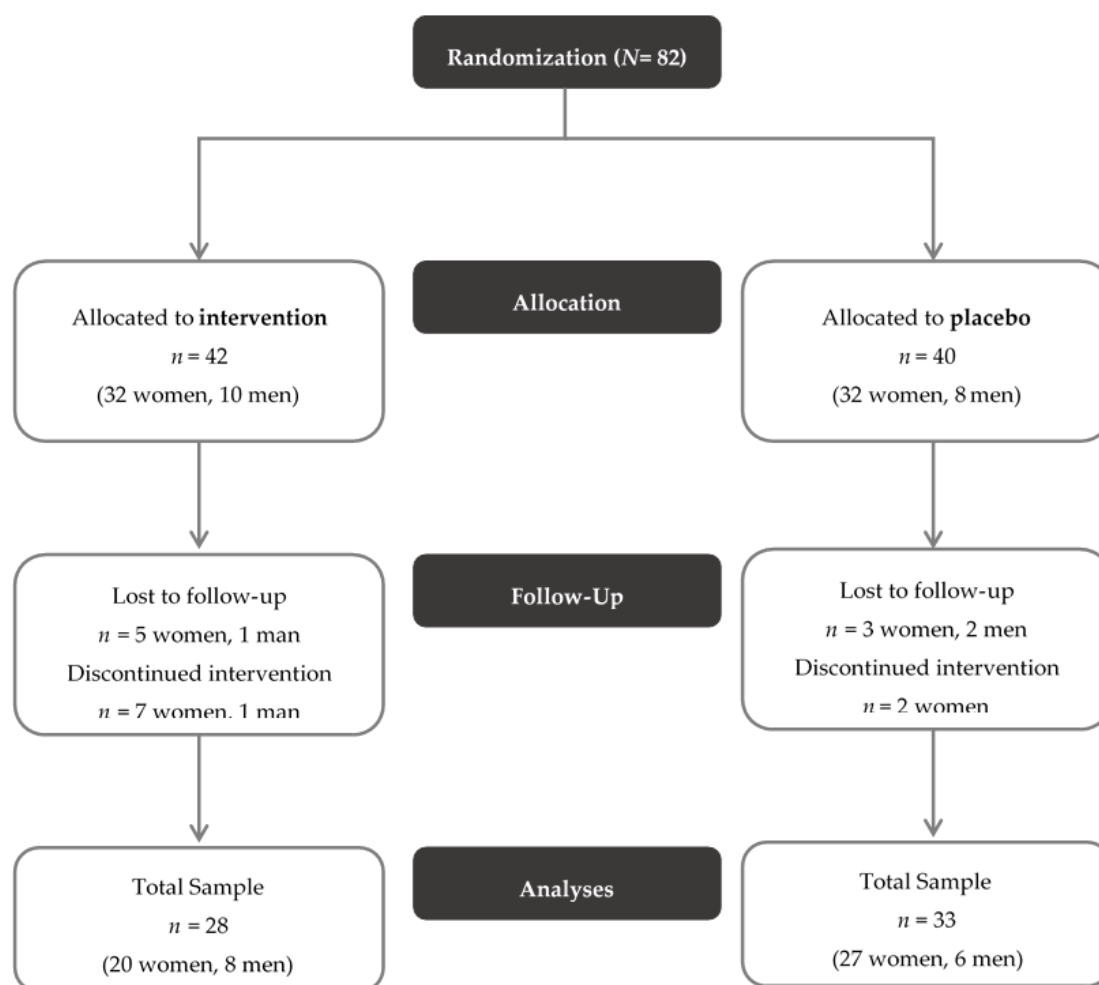 Randomization (N= 82)
Allocated to intervention
n = 42
(32 women, 10 men)
Allocation
Allocated to placebo
n = 40
(32 women, 8 men)
Lost to follow-up
n = 5 women, 1 man
Discontinued intervention
n = 7 women, 1 man
Follow-Up
Lost to follow-up
n = 3 women, 2 men
Discontinued intervention
n = 2 women
Total Sample
n = 28
(20 women, 8 men)
Analyses
Total Sample
n = 33
(27 women, 6 men)